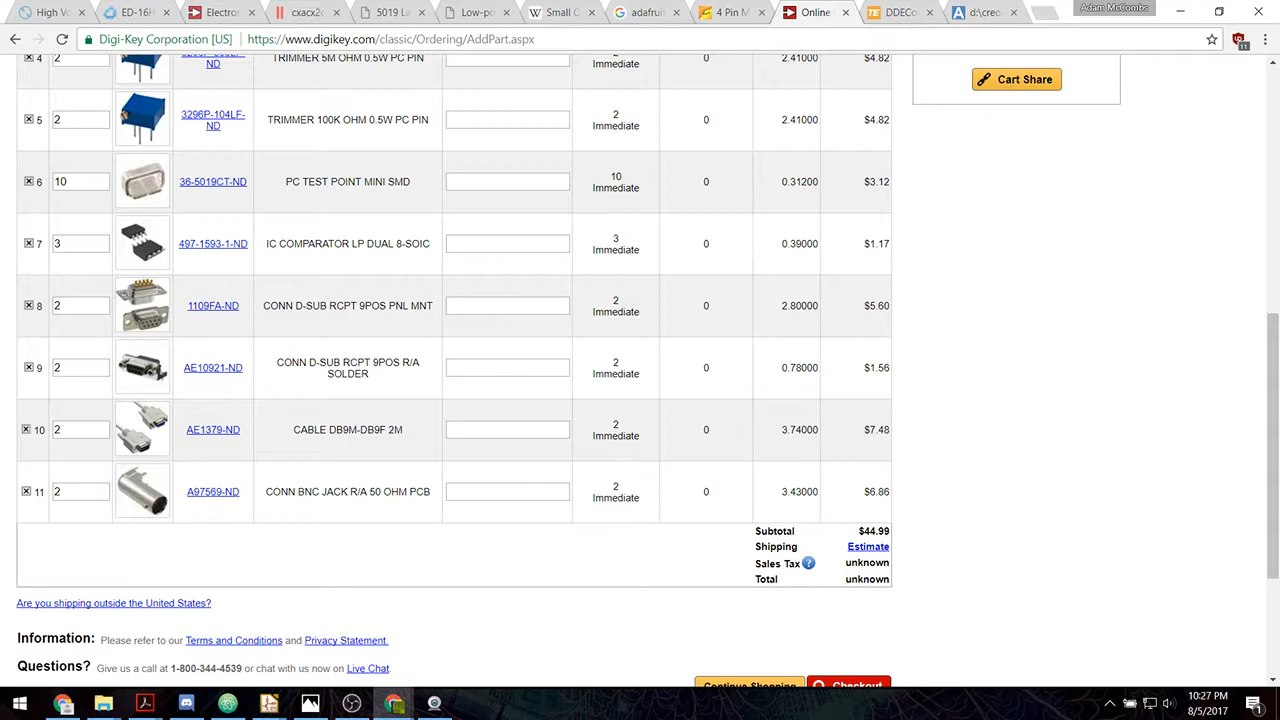 High Vo
ED-16H
Electron
cxacx20
5019 La
Low-po
Small O
adafruit
4 Pin M
Online
DDECo
d:\creo
Adam McCombs
Digi-Key Corporation [US]
https://www.digikey.com/classic/Ordering/AddPart.aspx
11
Cart Share
4 2 ND TRIMMER 5M OHM 0.5W PC PIN Immediate 0 2.41000 $4.82
5 2 3296P-104LF-ND TRIMMER 100K OHM 0.5W PC PIN 2 Immediate 0 2.41000 $4.82
6 10 36-5019CT-ND PC TEST POINT MINI SMD 10 Immediate 0 0.31200 $3.12
7 3 497-1593-1-ND IC COMPARATOR LP DUAL 8-SOIC 3 Immediate 0 0.39000 $1.17
8 2 1109FA-ND CONN D-SUB RCPT 9POS PNL MNT 2 Immediate 0 2.80000 $5.60
9 2 AE10921-ND CONN D-SUB RCPT 9POS R/A SOLDER 2 Immediate 0 0.78000 $1.56
10 2 AE1379-ND CABLE DB9M-DB9F 2M 2 Immediate 0 3.74000 $7.48
11 2 A97569-ND CONN BNC JACK R/A 50 OHM PCB 2 Immediate 0 3.43000 $6.86
Subtotal $44.99
Shipping Estimate
Sales Tax ? unknown
Total unknown
Are you shipping outside the United States?
Information: Please refer to our Terms and Conditions and Privacy Statement.
Questions? Give us a call at 1-800-344-4539 or chat with us now on Live Chat.
Continue Shopping Checkout
10:27 PM
8/5/2017
1